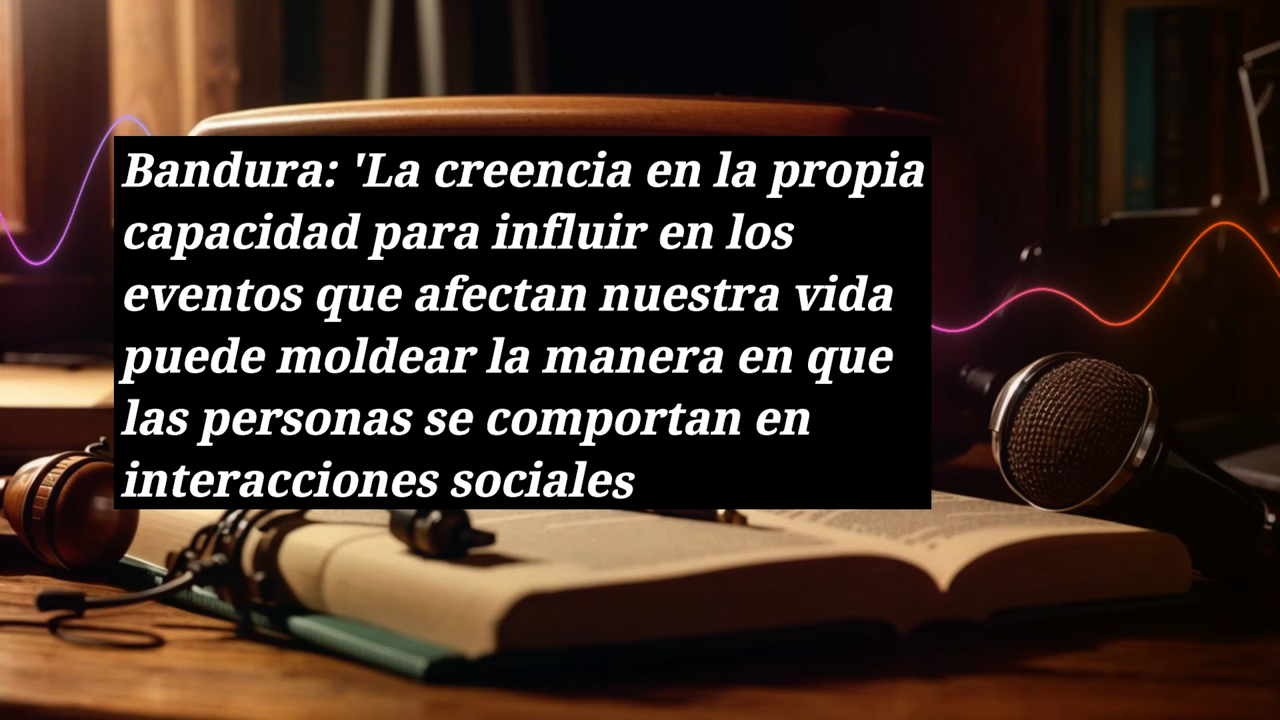 Bandura: 'La creencia en la propia
capacidad para influir en los
eventos que afectan nuestra vida
puede moldear la manera en que
las personas se comportan en
interacciones sociales